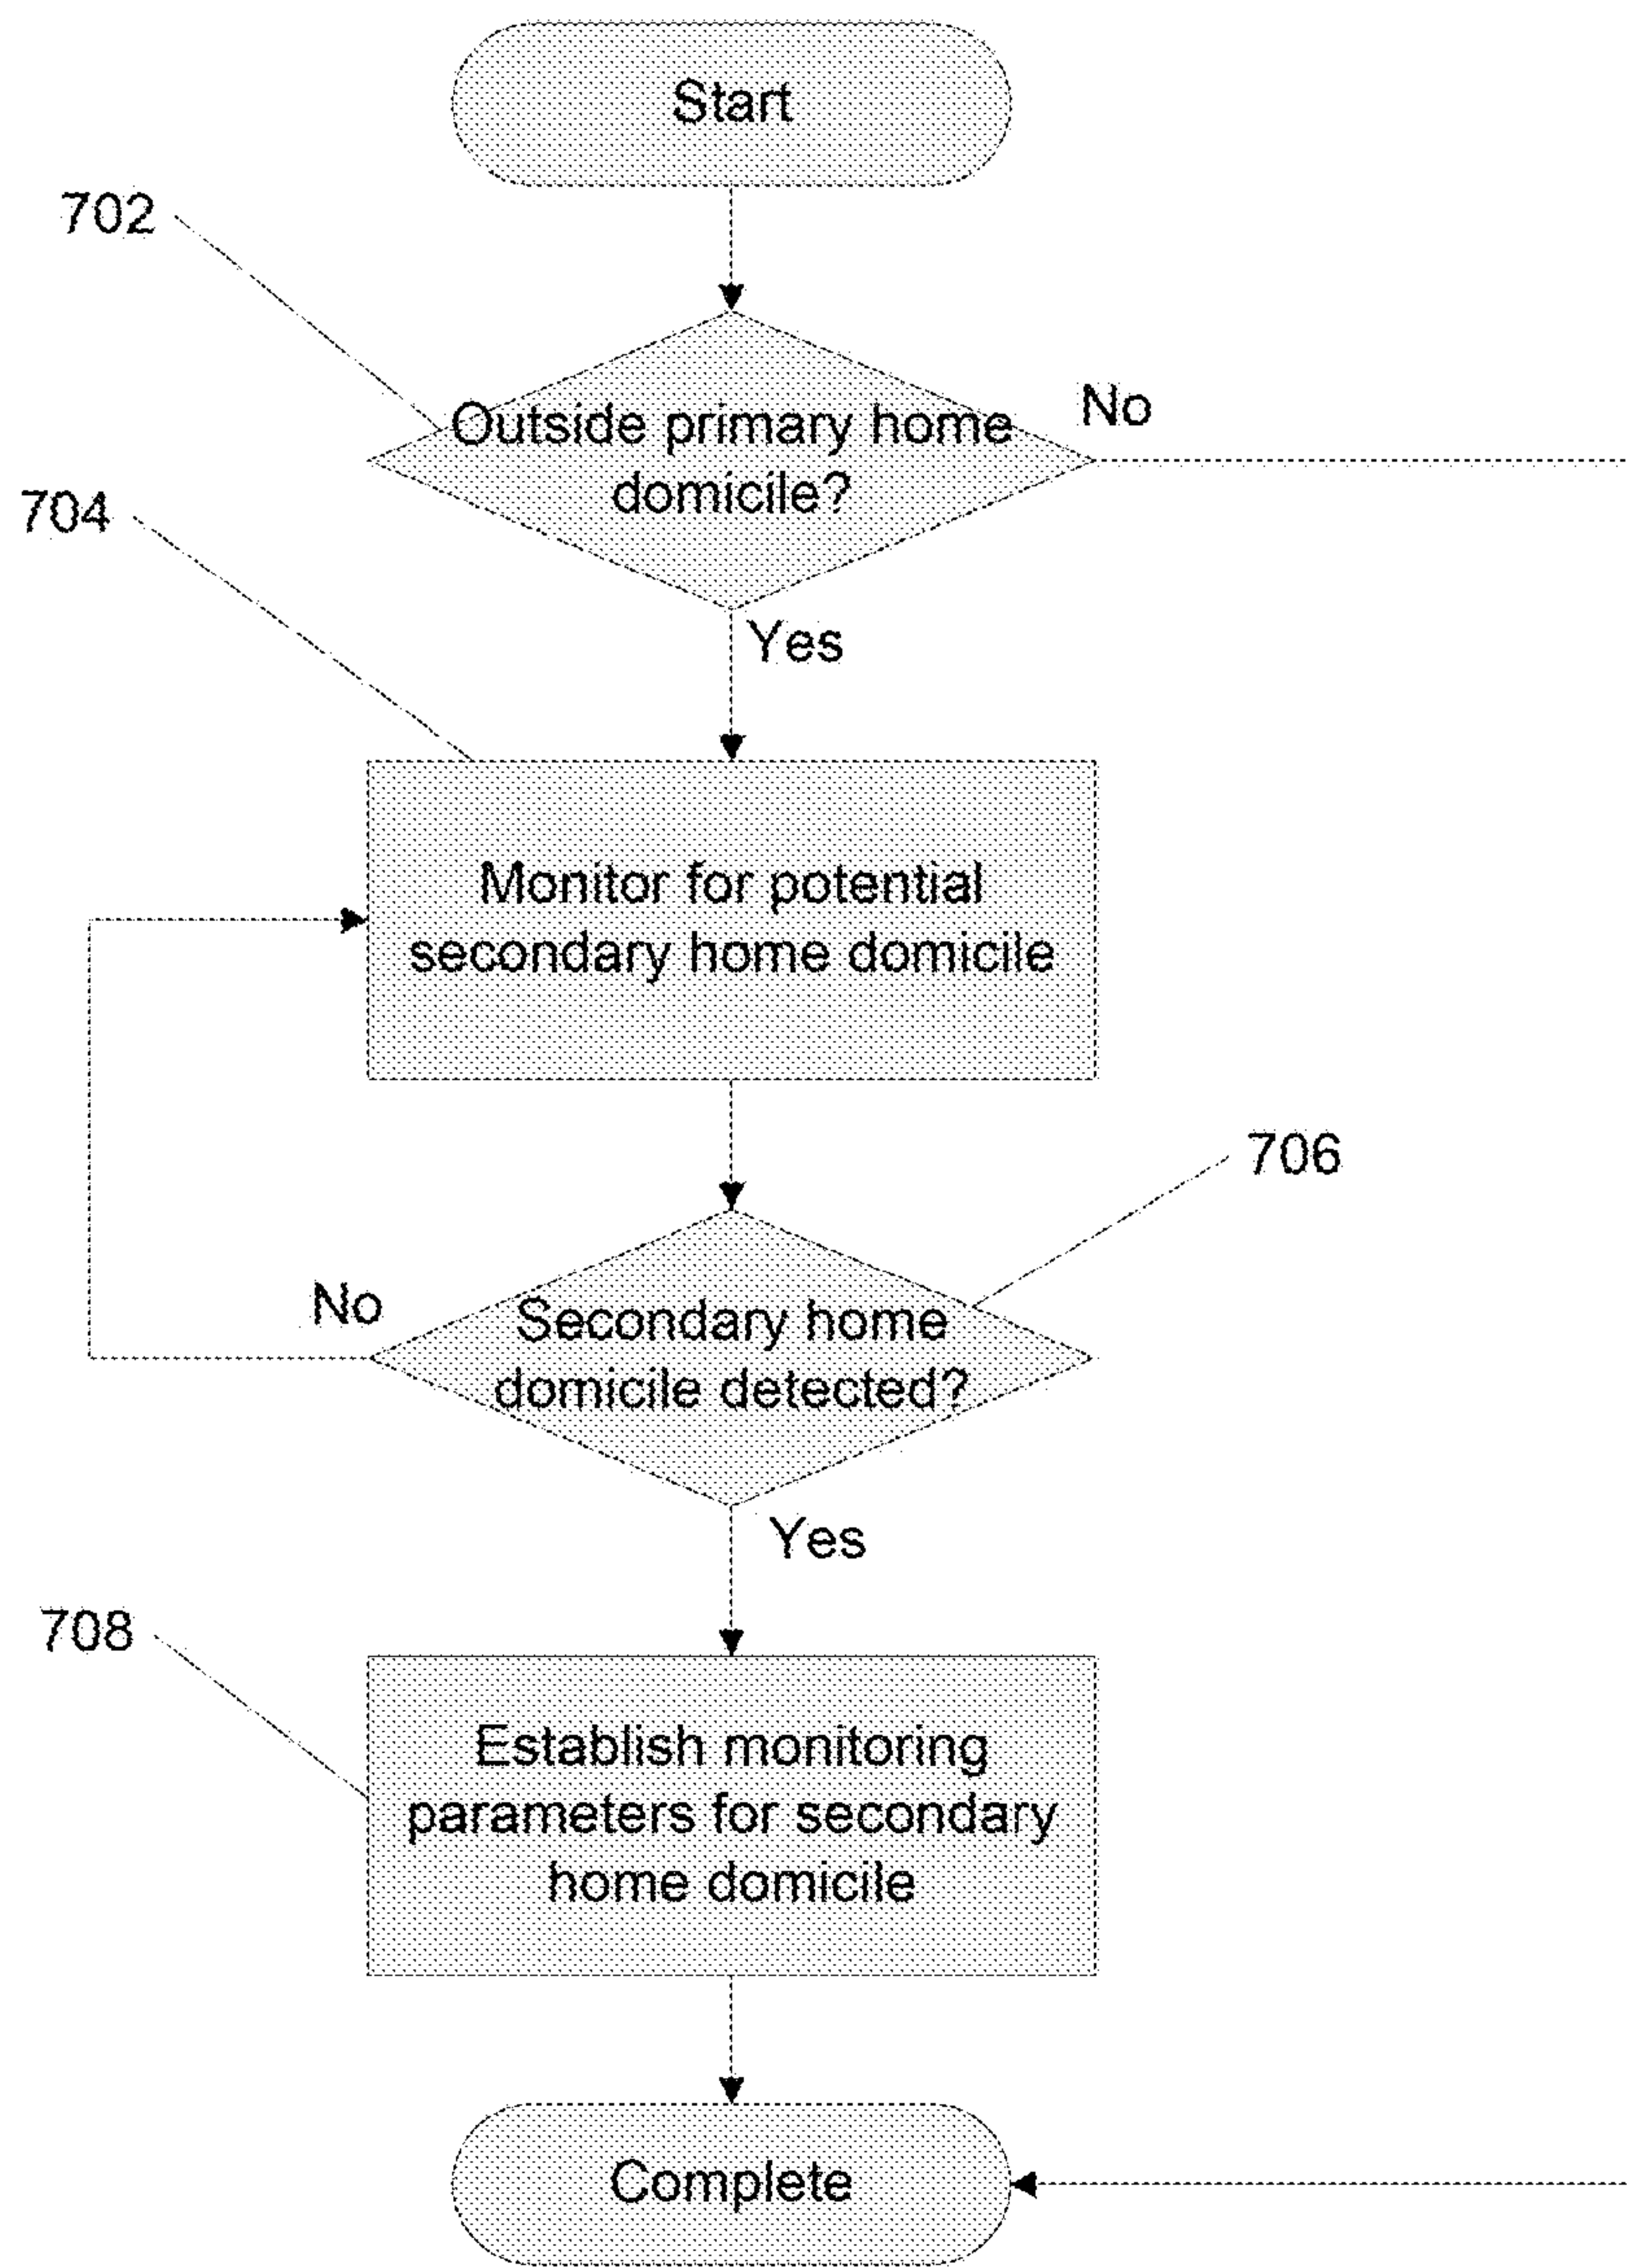 Start
702
Outside primary home
domicile?
No
704
Yes
Monitor for potential
secondary home domicile
706
No
Secondary home
domicile detected?
Yes
708
Establish monitoring
parameters for secondary
home domicile
Complete